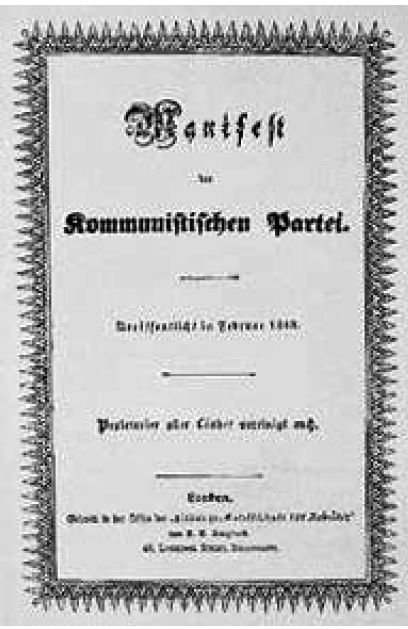 Manifest
der
Kommunistischen Partei.
Veröffentlicht im Februar 1848.
Proletarier aller Länder vereinigt euch.
London.
Gedruckt in der Office der „Bildungs-Gesellschaft für Arbeiter“
von J. E. Burghard.
46, Liverpool Street, Bishopsgate.